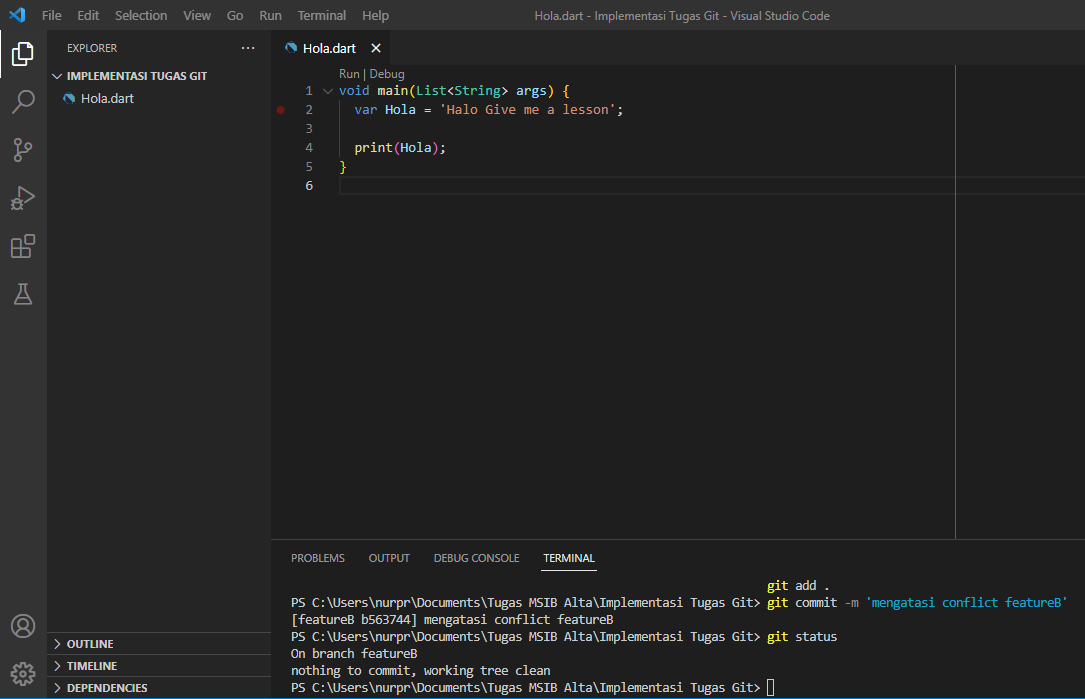 File Edit Selection View Go Run Terminal Help
Hola.dart - Implementasi Tugas Git - Visual Studio Code
EXPLORER ...
IMPLEMENTASI TUGAS GIT
Hola.dart
OUTLINE
TIMELINE
DEPENDENCIES
Hola.dart
Run | Debug
1 void main(List<String> args) {
2 var Hola = 'Halo Give me a lesson';
3
4 print(Hola);
5 }
6
PROBLEMS OUTPUT DEBUG CONSOLE TERMINAL
git add .
PS C:\Users\nurpr\Documents\Tugas MSIB Alta\Implementasi Tugas Git> git commit -m 'mengatasi conflict featureB'
[featureB b563744] mengatasi conflict featureB
PS C:\Users\nurpr\Documents\Tugas MSIB Alta\Implementasi Tugas Git> git status
On branch featureB
nothing to commit, working tree clean
PS C:\Users\nurpr\Documents\Tugas MSIB Alta\Implementasi Tugas Git>